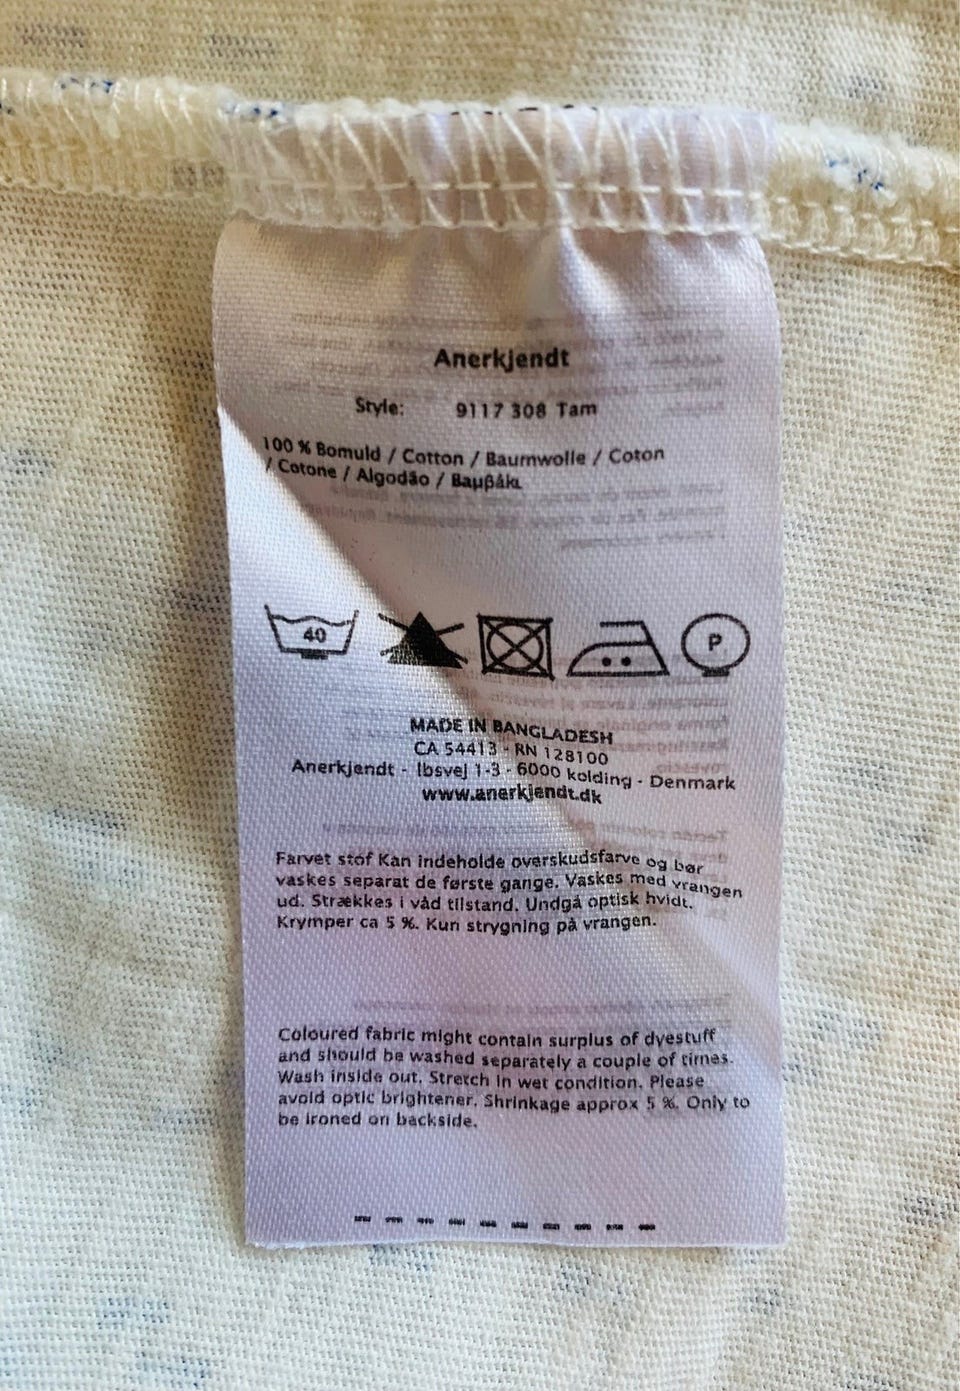 Anerkjendt
Style: 9117 308 Tam
100 % Bomuld / Cotton / Baumwolle / Coton
/ Cotone / Algodão / Βαμβάκι
40
P
MADE IN BANGLADESH
CA 54413 - RN 128100
Anerkjendt - Ibsvej 1-3 - 6000 kolding - Denmark
www.anerkjendt.dk
Farvet stof Kan indeholde overskudsfarve og bør
vaskes separat de første gange. Vaskes med vrangen
ud. Strækkes i våd tilstand. Undgå optisk hvidt.
Krymper ca 5 %. Kun strygning på vrangen.
Coloured fabric might contain surplus of dyestuff
and should be washed separately a couple of times.
Wash inside out. Stretch in wet condition. Please
avoid optic brightener. Shrinkage approx 5 %. Only to
be ironed on backside.